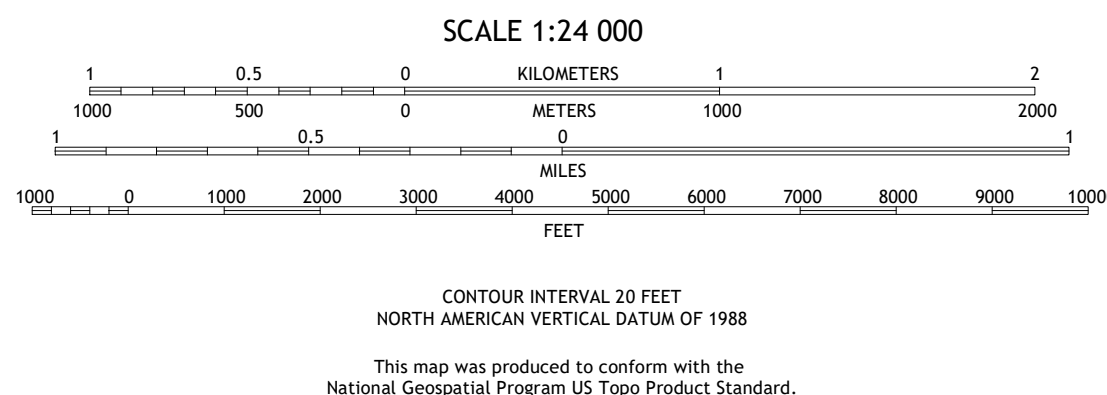 SCALE 1:24 000
1 0.5 0 KILOMETERS 1 2
1000 500 0 METERS 1000 2000
1 0.5 0 1
MILES
1000 0 1000 2000 3000 4000 5000 6000 7000 8000 9000 1000
FEET
CONTOUR INTERVAL 20 FEET
NORTH AMERICAN VERTICAL DATUM OF 1988
This map was produced to conform with the
National Geospatial Program US Topo Product Standard.